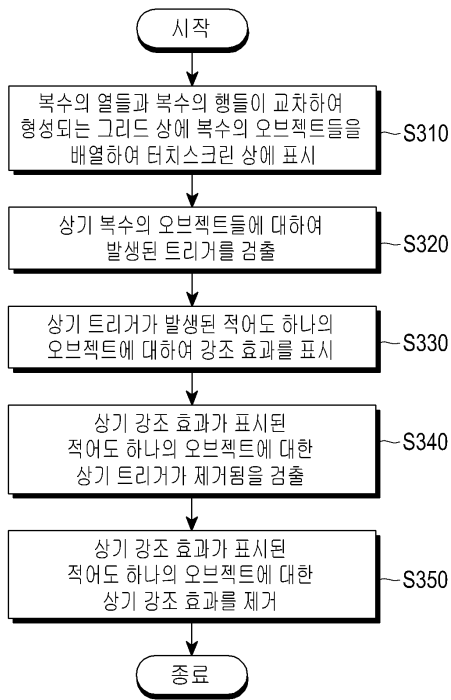 시작
복수의 열들과 복수의 행들이 교차하여
형성되는 그리드 상에 복수의 오브젝트들을
배열하여 터치스크린 상에 표시
S310
상기 복수의 오브젝트들에 대하여
발생된 트리거를 검출
S320
상기 트리거가 발생된 적어도 하나의
오브젝트에 대하여 강조 효과를 표시
S330
상기 강조 효과가 표시된
적어도 하나의 오브젝트에 대한
상기 트리거가 제거됨을 검출
S340
상기 강조 효과가 표시된
적어도 하나의 오브젝트에 대한
상기 강조 효과를 제거
S350
종료